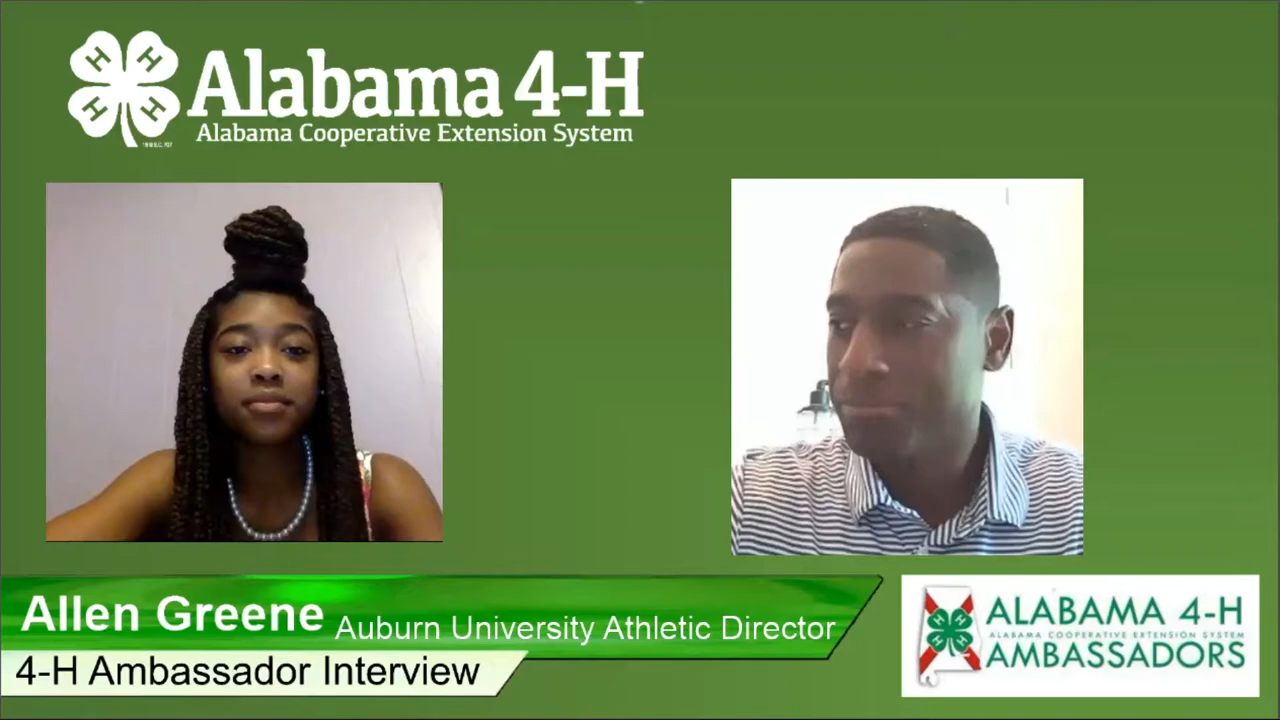 Alabama 4-H
Alabama Cooperative Extension System
H H
H H
Allen Greene Auburn University Athletic Director
4-H Ambassador Interview
ALABAMA 4-H
ALABAMA COOPERATIVE EXTENSION SYSTEM
AMBASSADORS